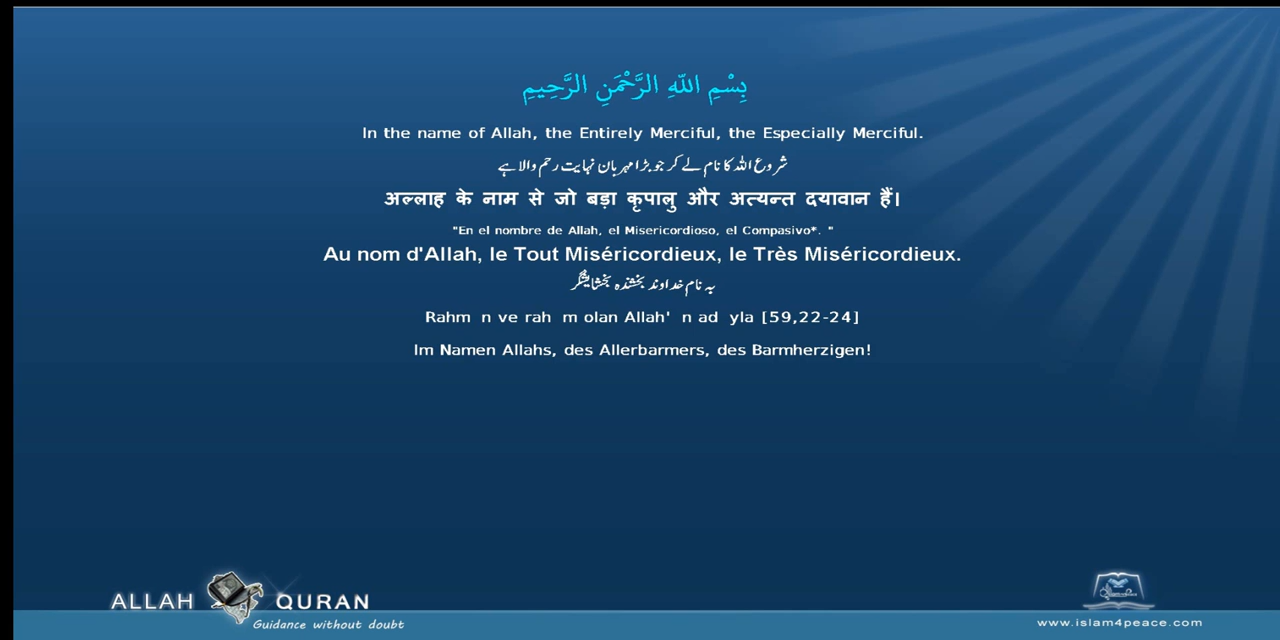 بِسْمِ اللّهِ الرَّحْمَنِ الرَّحِيمِ
In the name of Allah, the Entirely Merciful, the Especially Merciful.
شروع اللہ کا نام لے کر جو بڑا مہربان نہایت رحم والا ہے
अल्लाह के नाम से जो बड़ा कृपालु और अत्यन्त दयावान हैं।
"En el nombre de Allah, el Misericordioso, el Compasivo*. "
Au nom d'Allah, le Tout Miséricordieux, le Très Miséricordieux.
به نام خداوند بخشنده بخشایشگر
Rahm n ve rah m olan Allah' n ad yla [59,22-24]
Im Namen Allahs, des Allerbarmers, des Barmherzigen!
ALLAH QURAN
Guidance without doubt
www.islam4peace.com